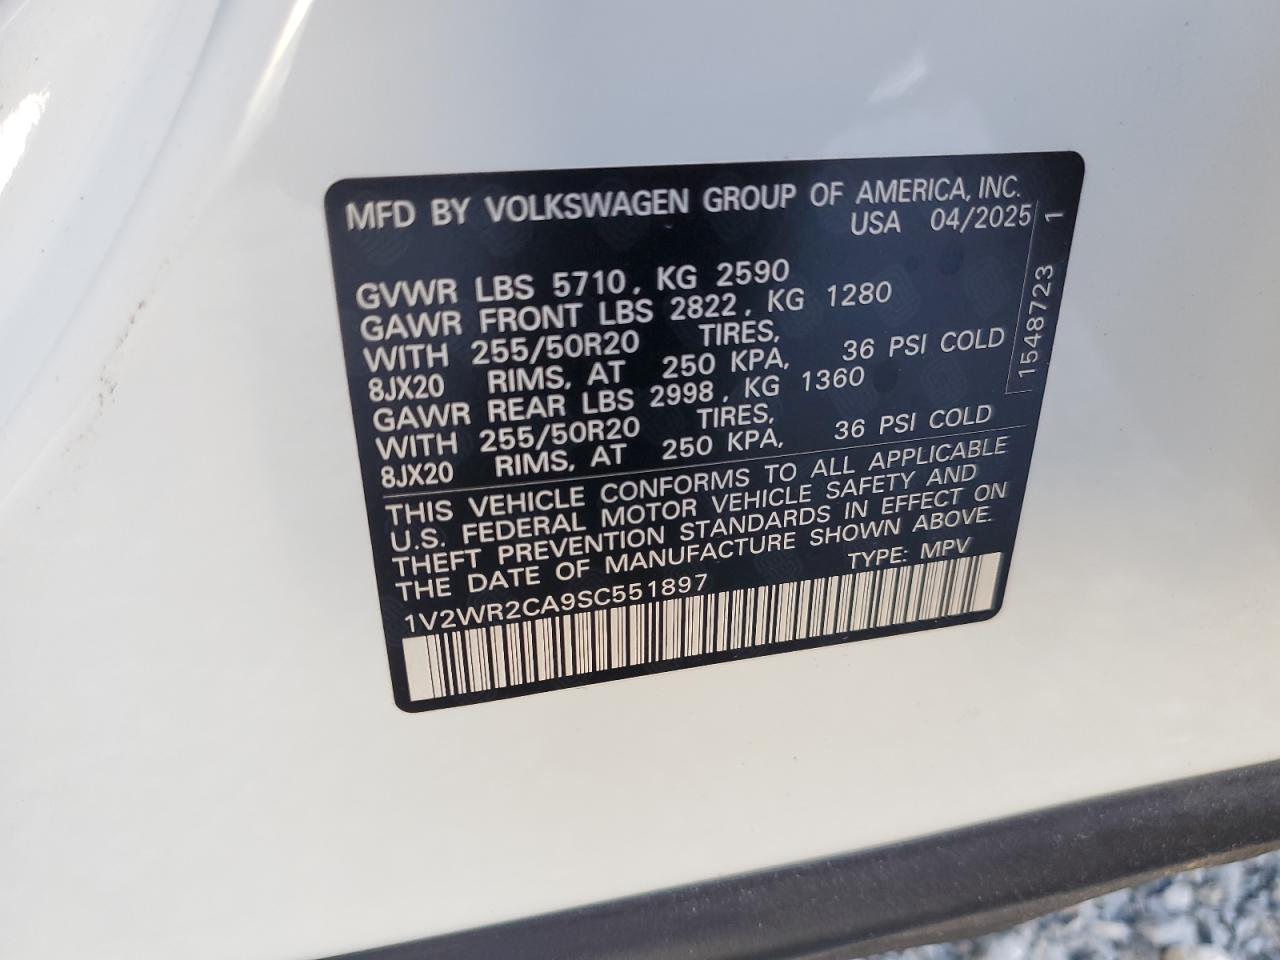 MFD BY VOLKSWAGEN GROUP OF AMERICA, INC.
USA 04/2025
GVWR LBS 5710, KG 2590
GAWR FRONT LBS 2822, KG 1280
WITH 255/50R20 TIRES,
8JX20 RIMS, AT 250 KPA, 36 PSI COLD
GAWR REAR LBS 2998, KG 1360
WITH 255/50R20 TIRES,
8JX20 RIMS, AT 250 KPA, 36 PSI COLD
THIS VEHICLE CONFORMS TO ALL APPLICABLE
U.S. FEDERAL MOTOR VEHICLE SAFETY AND
THEFT PREVENTION STANDARDS IN EFFECT ON
THE DATE OF MANUFACTURE SHOWN ABOVE.
TYPE: MPV
1V2WR2CA9SC551897
1548723 1